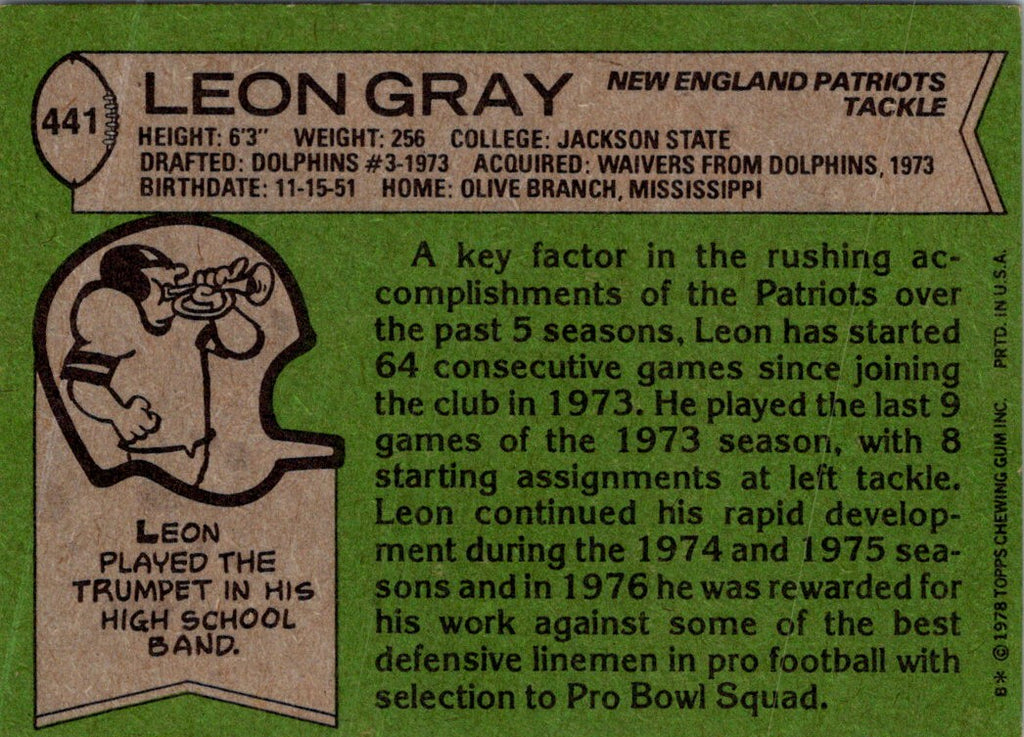 441
LEON GRAY
NEW ENGLAND PATRIOTS
TACKLE
HEIGHT: 6'3" WEIGHT: 256 COLLEGE: JACKSON STATE
DRAFTED: DOLPHINS #3-1973 ACQUIRED: WAIVERS FROM DOLPHINS, 1973
BIRTHDATE: 11-15-51 HOME: OLIVE BRANCH, MISSISSIPPI
LEON
PLAYED THE
TRUMPET IN HIS
HIGH SCHOOL
BAND.
A key factor in the rushing ac-
complishments of the Patriots over
the past 5 seasons, Leon has started
64 consecutive games since joining
the club in 1973. He played the last 9
games of the 1973 season, with 8
starting assignments at left tackle.
Leon continued his rapid develop-
ment during the 1974 and 1975 sea-
sons and in 1976 he was rewarded for
his work against some of the best
defensive linemen in pro football with
selection to Pro Bowl Squad.
B* © 1978 TOPPS CHEWING GUM INC. PRTD. IN U.S.A.